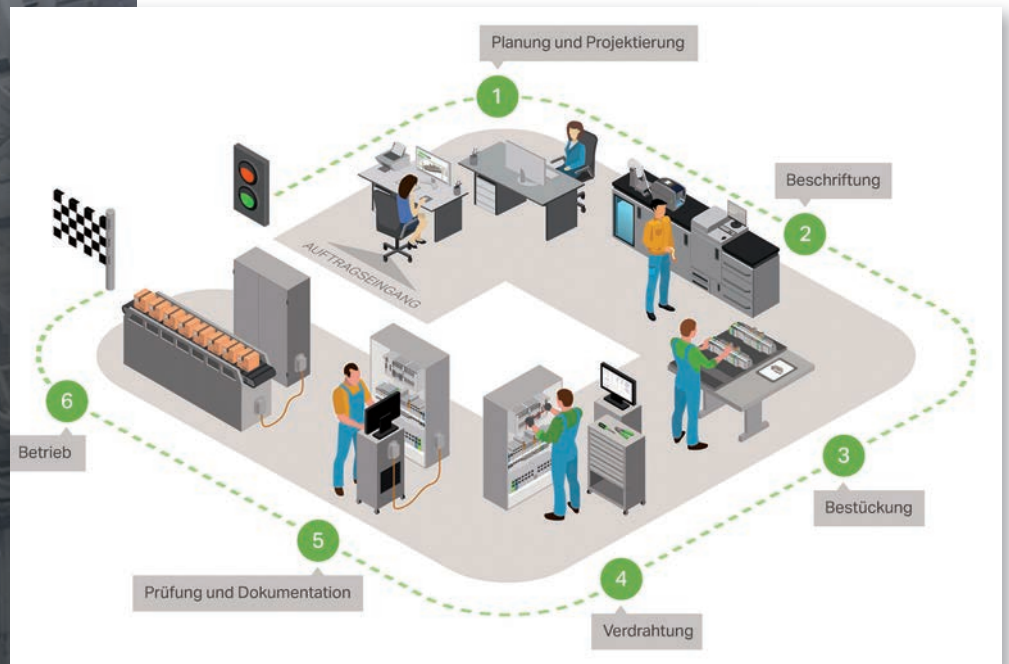 Planung und Projektierung
1
Beschriftung
2
AUFTRAGSEINGANG
6
Betrieb
3
Bestückung
5
Prüfung und Dokumentation
4
Verdrahtung